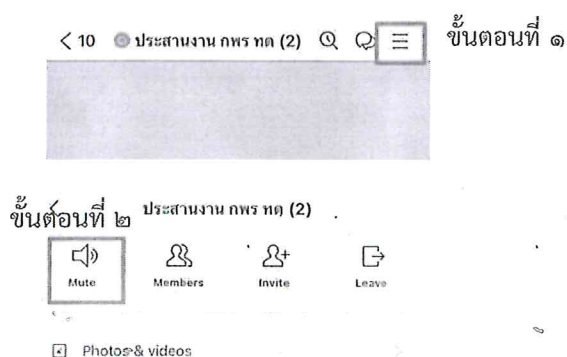 < 10 ประสานงาน กพร ทต (2)
ขั้นตอนที่ ๑
ขั้นต่อนที่ ๒
ประสานงาน กพร ทต (2)
Mute Members Invite Leave
Photos & videos